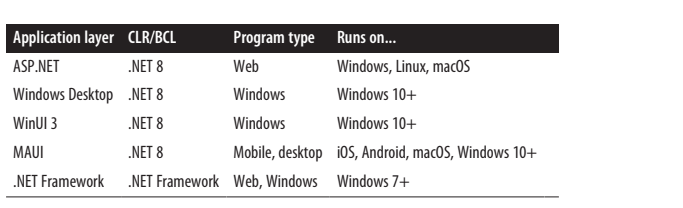 Application layer CLR/BCL Program type Runs on...
ASP.NET .NET 8 Web Windows, Linux, macOS
Windows Desktop .NET 8 Windows Windows 10+
WinUI 3 .NET 8 Windows Windows 10+
MAUI .NET 8 Mobile, desktop iOS, Android, macOS, Windows 10+
.NET Framework .NET Framework Web, Windows Windows 7+